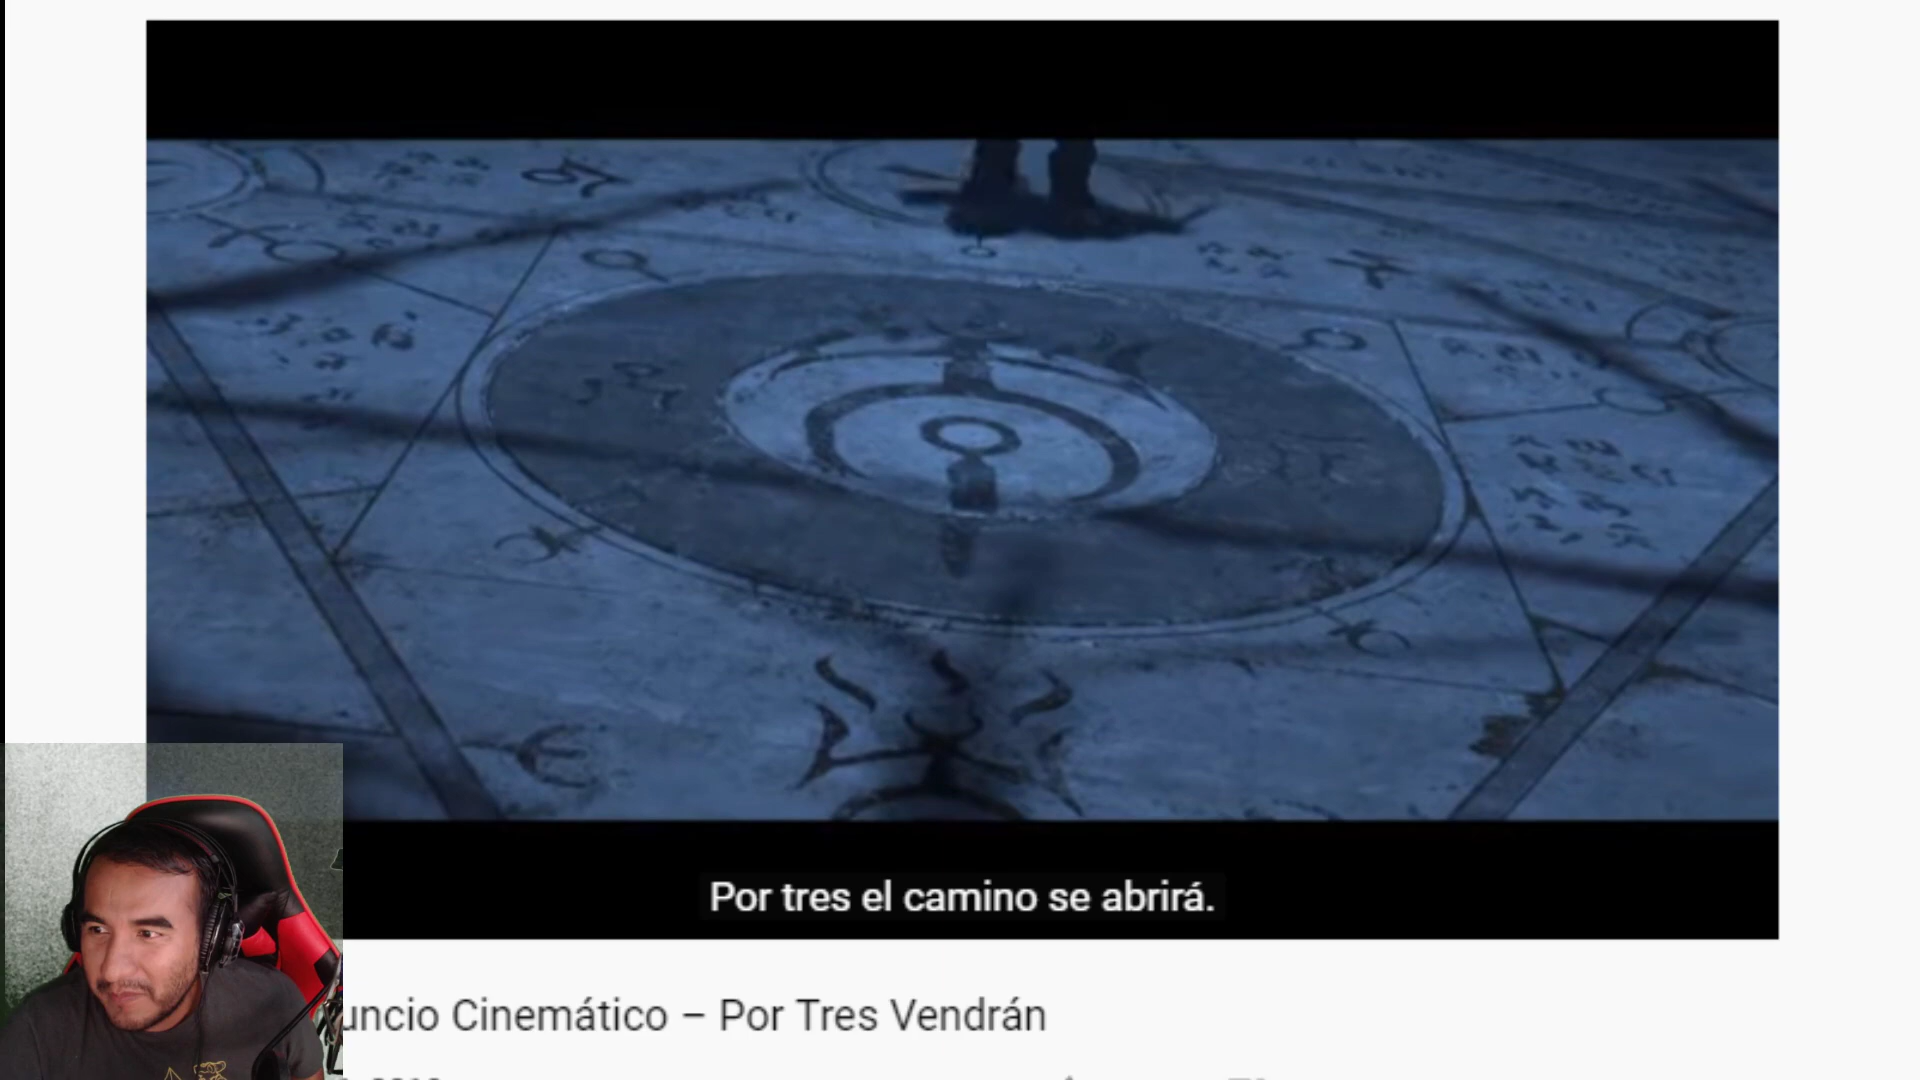 Por tres el camino se abrirá.
uncio Cinemático – Por Tres Vendrán